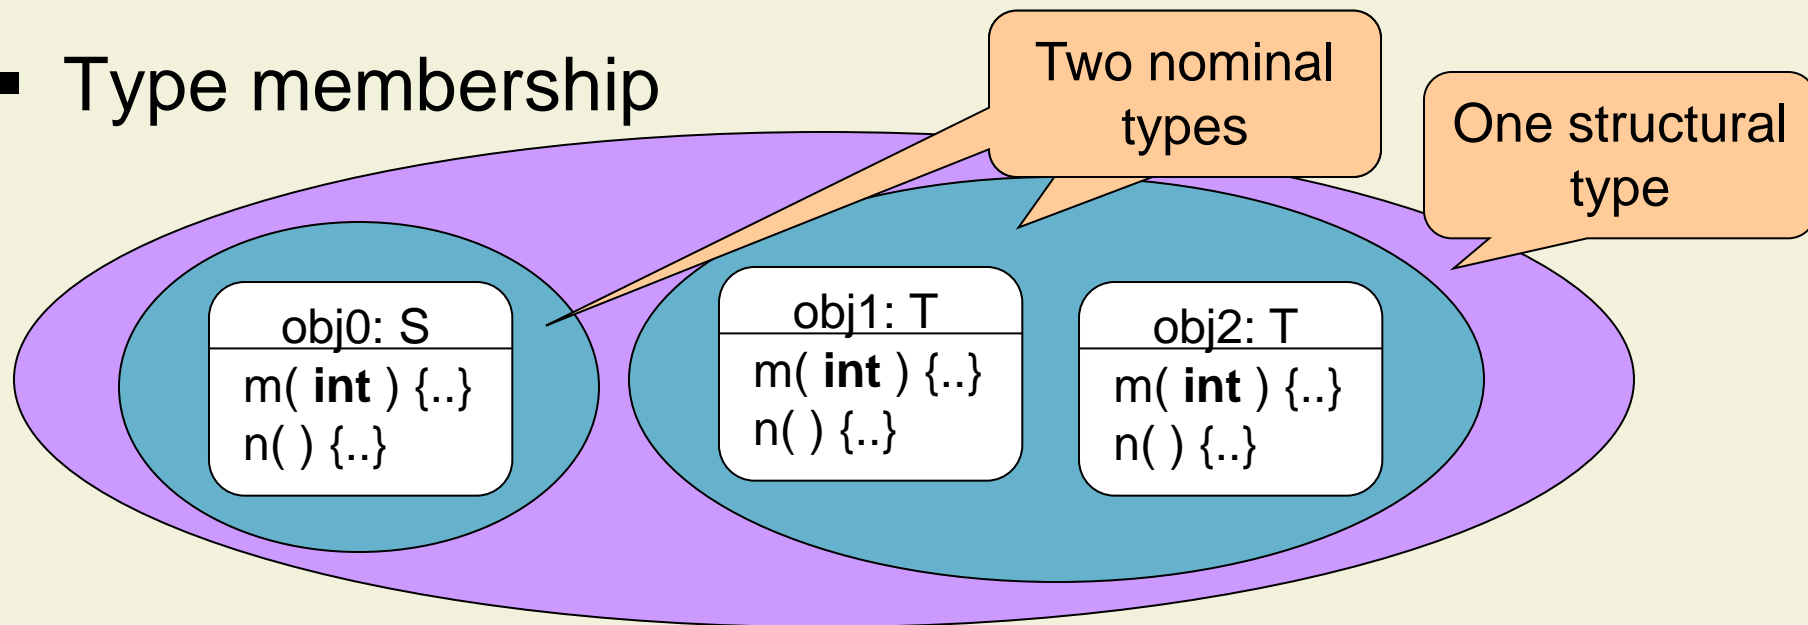 ▪ Type membership
Two nominal
types
One structural
type
obj0: S
m( int ) {..}
n( ) {..}
obj1: T
m( int ) {..}
n( ) {..}
obj2: T
m( int ) {..}
n( ) {..}